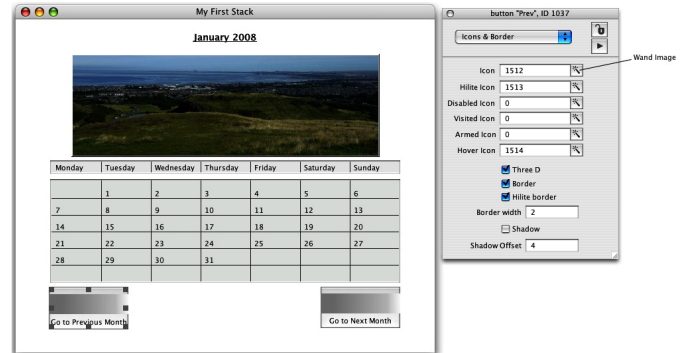 My First Stack
January 2008
Monday Tuesday Wednesday Thursday Friday Saturday Sunday
1 2 3 4 5 6
7 8 9 10 11 12 13
14 15 16 17 18 19 20
21 22 23 24 25 26 27
28 29 30 31
Go to Previous Month
Go to Next Month
button "Prev", ID 1037
Icons & Border
Icon 1512
Wand Image
Hilite Icon 1513
Disabled Icon 0
Visited Icon 0
Armed Icon 0
Hover Icon 1514
Three D
Border
Hilite border
Border width 2
Shadow
Shadow Offset 4